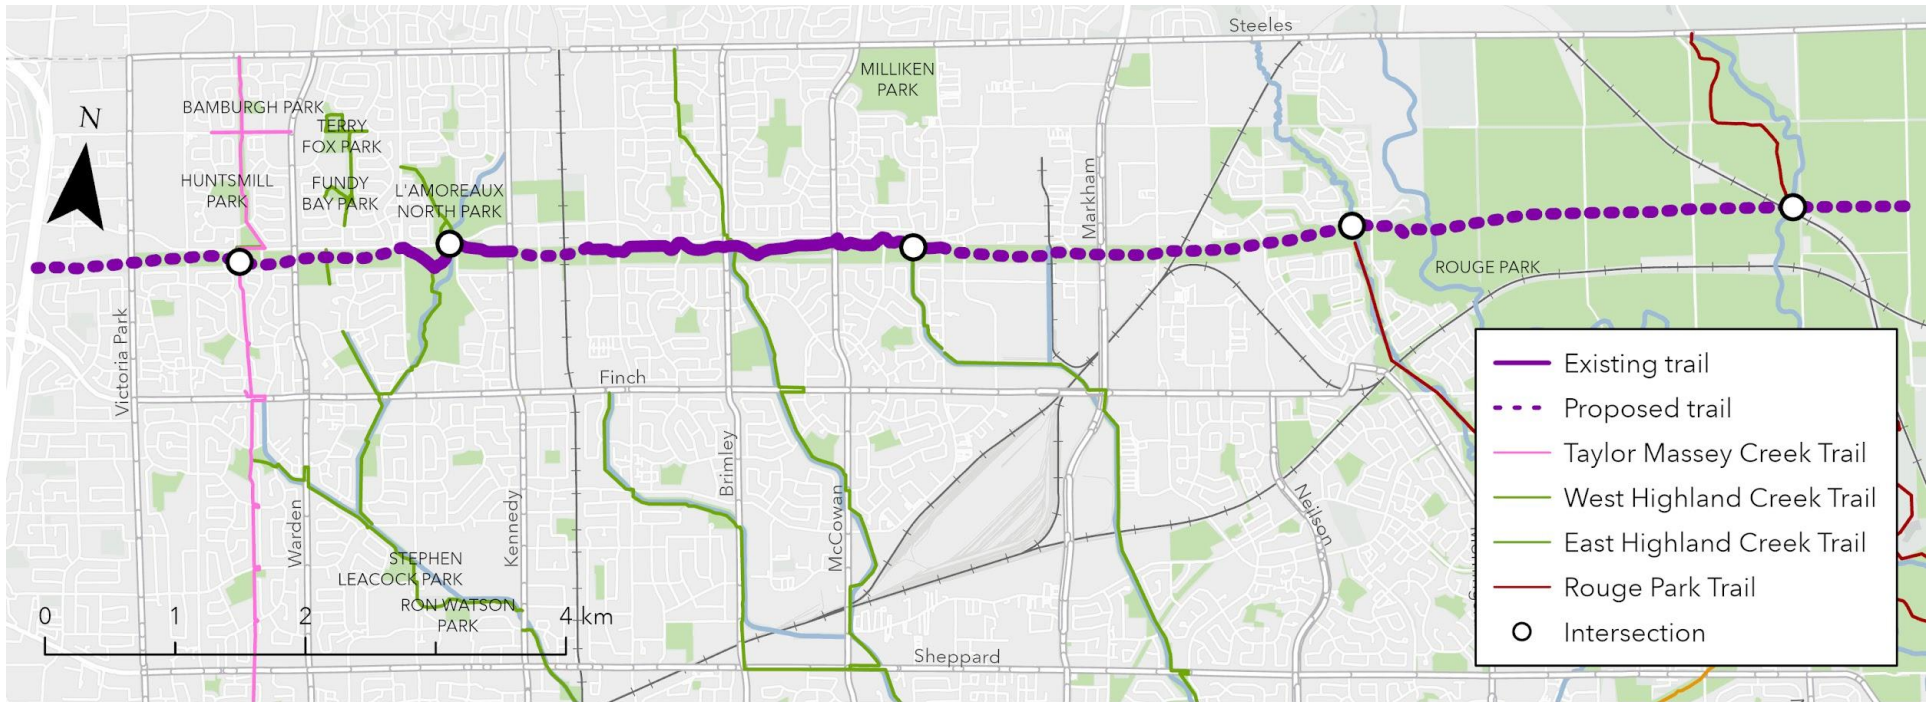 Steeles
MILLIKEN
PARK
BAMBURGH PARK
N
TERRY
FOX PARK
HUNTSMILL
PARK
FUNDY
BAY PARK
L'AMOREAUX
NORTH PARK
Markham
ROUGE PARK
Victoria Park
Finch
Brimley
McCowan
Kennedy
Warden
Neilson
STEPHEN
LEACOCK PARK
RON WATSON
PARK
0 1 2 4 km
Sheppard
Existing trail
Proposed trail
Taylor Massey Creek Trail
West Highland Creek Trail
East Highland Creek Trail
Rouge Park Trail
Intersection